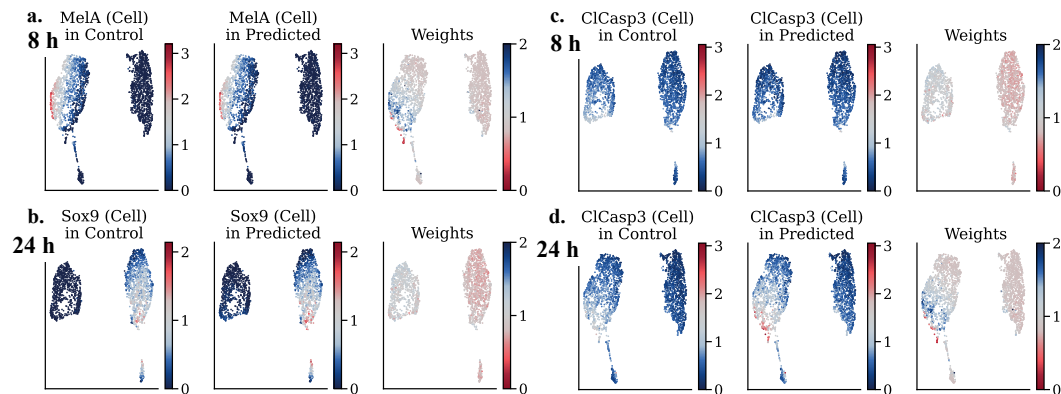 a.
8 h
MelA (Cell)
in Control
3
2
1
0
MelA (Cell)
in Predicted
3
2
1
0
Weights
2
1
0
c.
8 h
ClCasp3 (Cell)
in Control
3
2
1
0
ClCasp3 (Cell)
in Predicted
3
2
1
0
Weights
2
1
0
b.
24 h
Sox9 (Cell)
in Control
2
1
0
Sox9 (Cell)
in Predicted
2
1
0
Weights
2
1
0
d.
24 h
ClCasp3 (Cell)
in Control
3
2
1
0
ClCasp3 (Cell)
in Predicted
3
2
1
0
Weights
2
1
0